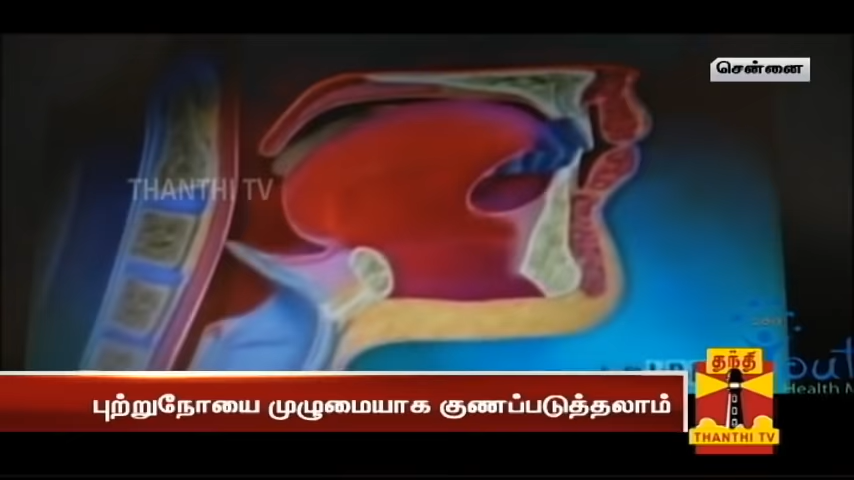 சென்னை
THANTHI TV
Health
புற்றுநோயை முழுமையாக குணப்படுத்தலாம்
தந்தி
THANTHI TV